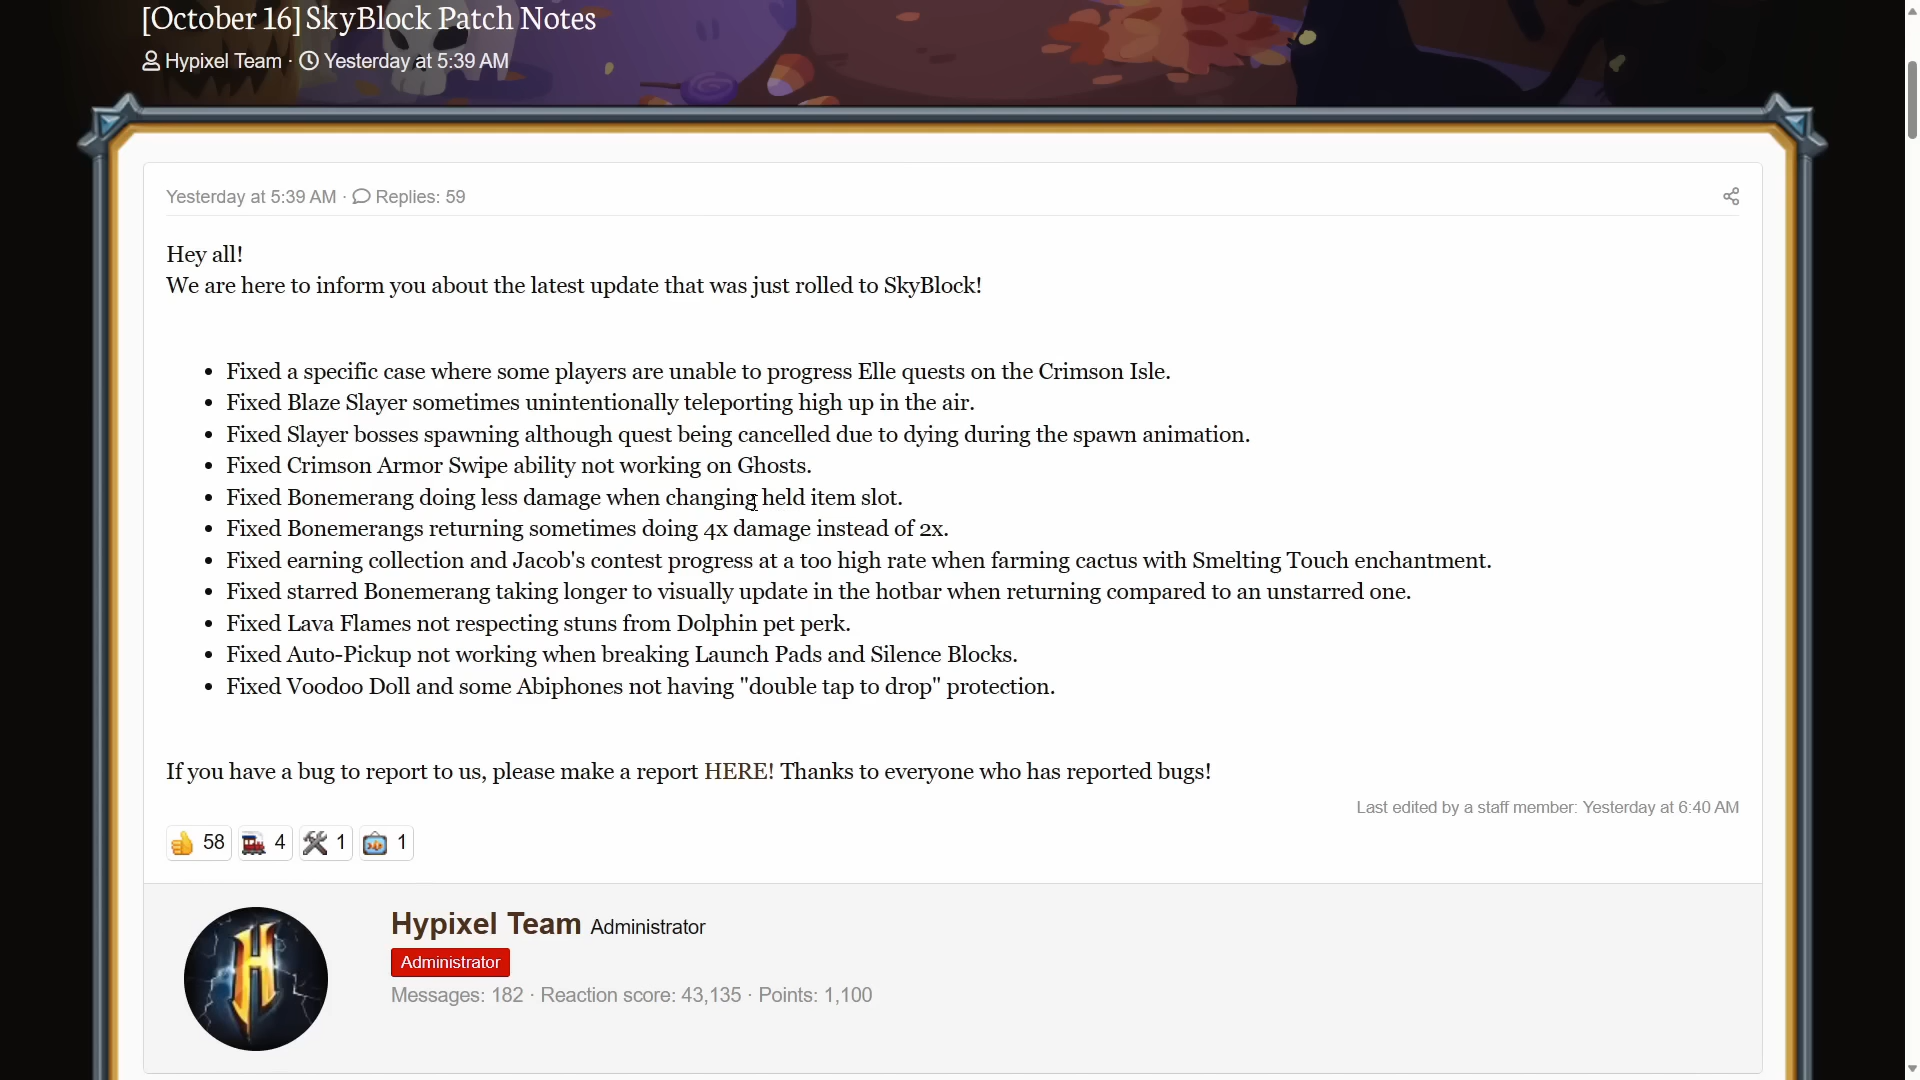 [October 16] SkyBlock Patch Notes
Hypixel Team · Yesterday at 5:39 AM
Yesterday at 5:39 AM · Replies: 59
Hey all!
We are here to inform you about the latest update that was just rolled to SkyBlock!
• Fixed a specific case where some players are unable to progress Elle quests on the Crimson Isle.
• Fixed Blaze Slayer sometimes unintentionally teleporting high up in the air.
• Fixed Slayer bosses spawning although quest being cancelled due to dying during the spawn animation.
• Fixed Crimson Armor Swipe ability not working on Ghosts.
• Fixed Bonemerang doing less damage when changing held item slot.
• Fixed Bonemerangs returning sometimes doing 4x damage instead of 2x.
• Fixed earning collection and Jacob's contest progress at a too high rate when farming cactus with Smelting Touch enchantment.
• Fixed starred Bonemerang taking longer to visually update in the hotbar when returning compared to an unstarred one.
• Fixed Lava Flames not respecting stuns from Dolphin pet perk.
• Fixed Auto-Pickup not working when breaking Launch Pads and Silence Blocks.
• Fixed Voodoo Doll and some Abiphones not having "double tap to drop" protection.
If you have a bug to report to us, please make a report HERE! Thanks to everyone who has reported bugs!
Last edited by a staff member: Yesterday at 6:40 AM
58 4 1 1
Hypixel Team Administrator
Administrator
Messages: 182 · Reaction score: 43,135 · Points: 1,100